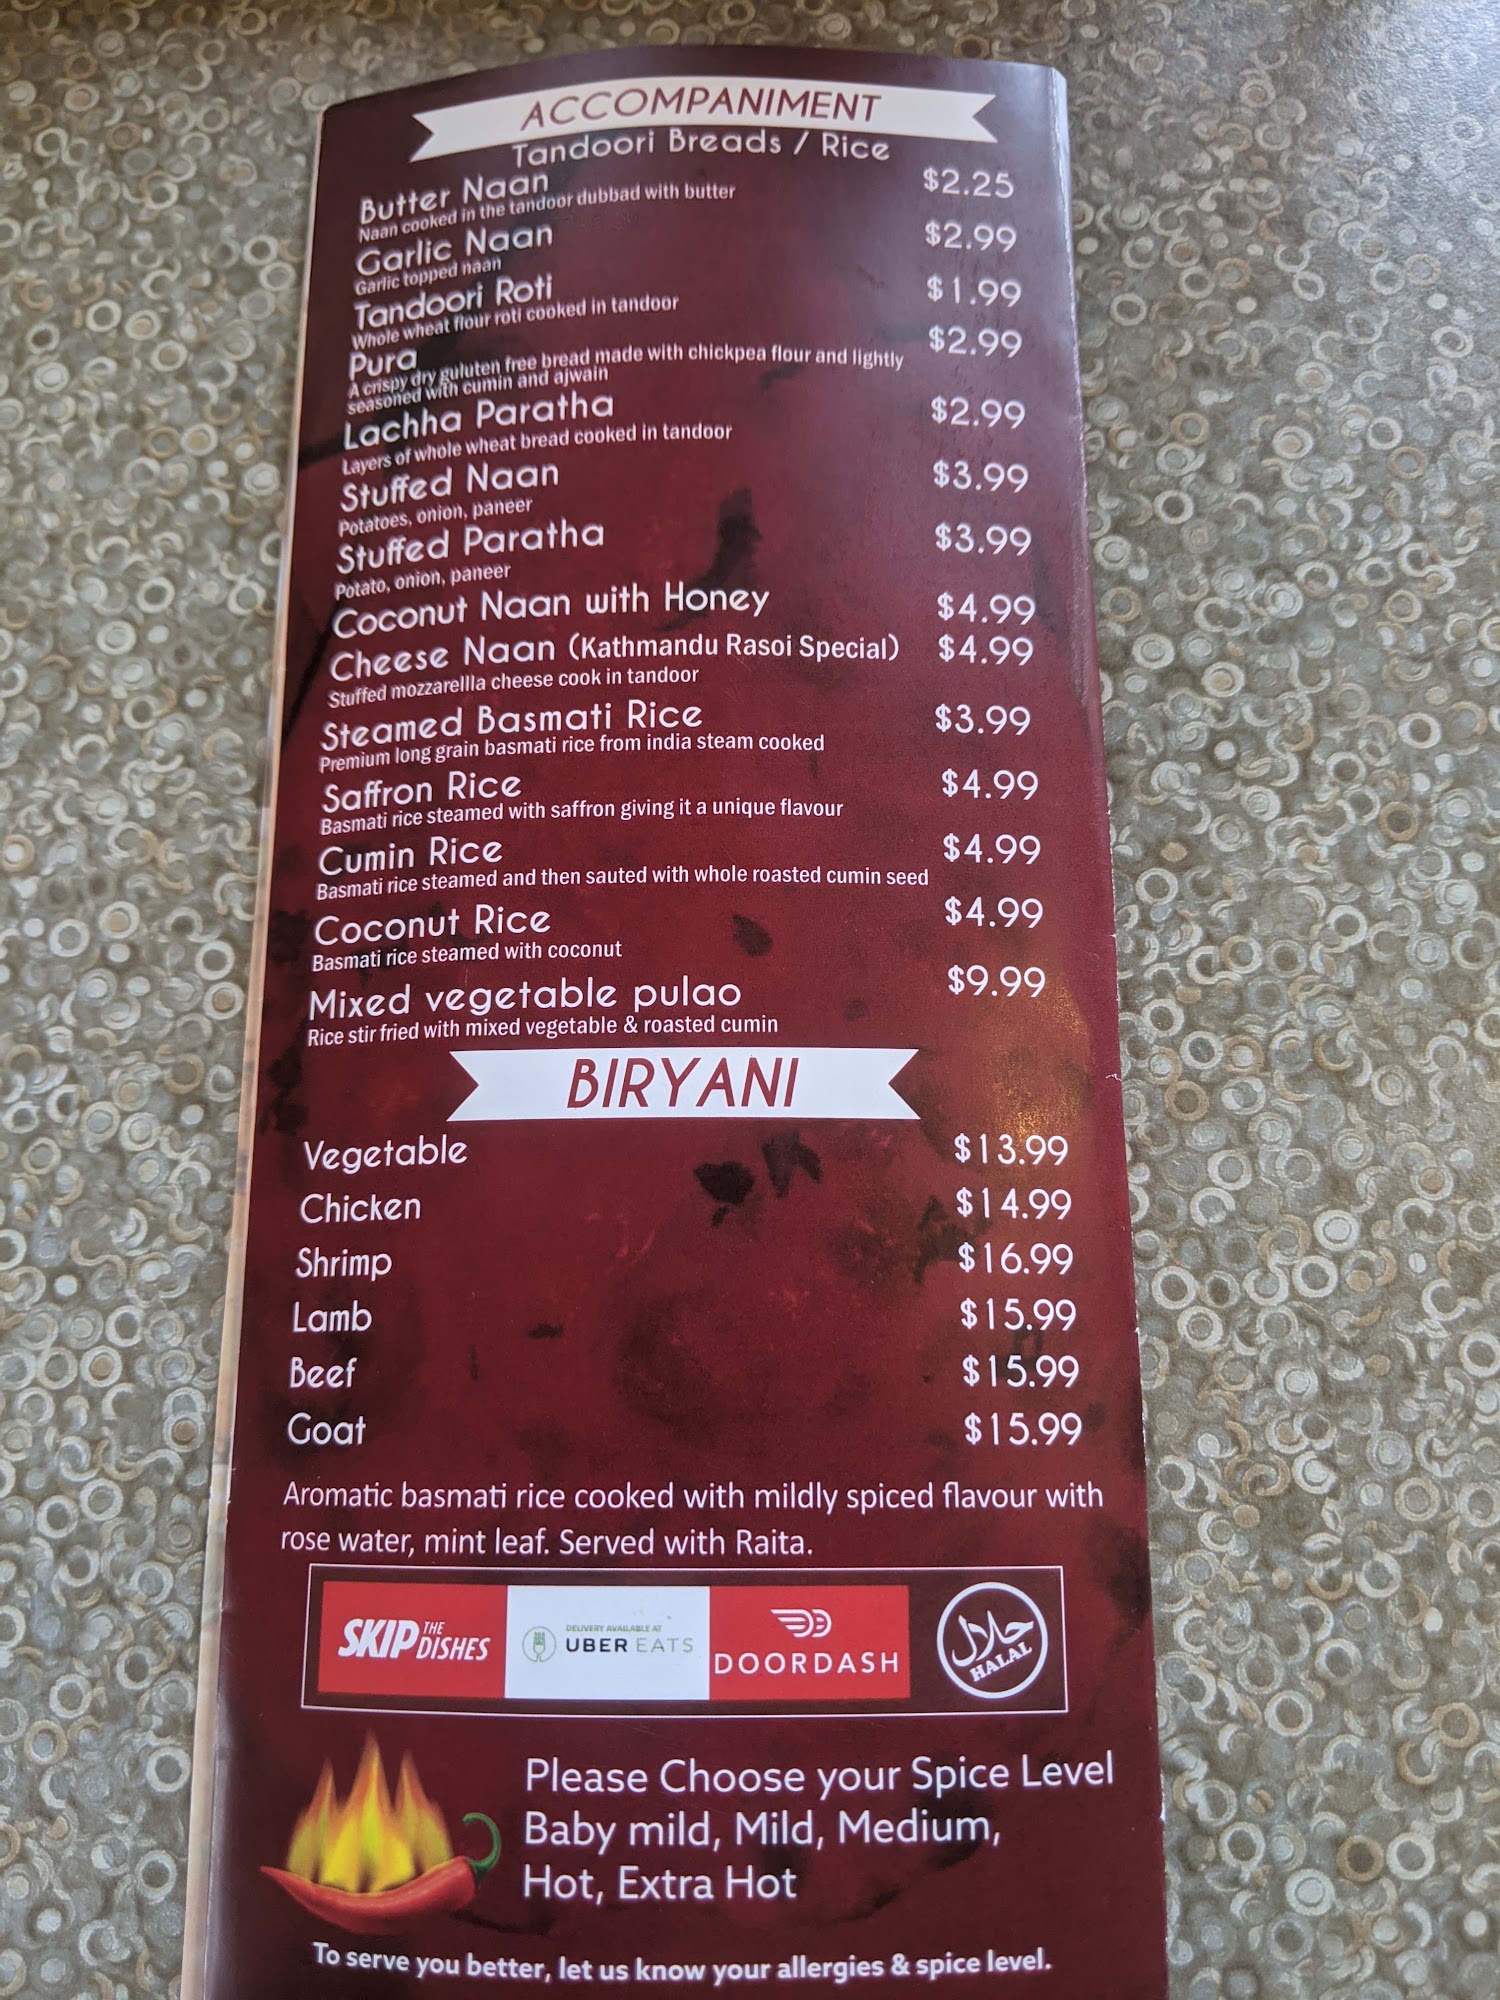 ACCOMPANIMENT
Tandoori Breads / Rice
Butter Naan $2.25
Naan cooked in the tandoor dubbad with butter
Garlic Naan $2.99
Garlic topped naan
Tandoori Roti $1.99
Whole wheat flour roti cooked in tandoor
Pura $2.99
A crispy dry guluten free bread made with chickpea flour and lightly
seasoned with cumin and ajwain
Lachha Paratha $2.99
Layers of whole wheat bread cooked in tandoor
Stuffed Naan $3.99
Potatoes, onion, paneer
Stuffed Paratha $3.99
Potato, onion, paneer
Coconut Naan with Honey $4.99
Cheese Naan (Kathmandu Rasoi Special) $4.99
Stuffed mozzarellla cheese cook in tandoor
Steamed Basmati Rice $3.99
Premium long grain basmati rice from india steam cooked
Saffron Rice $4.99
Basmati rice steamed with saffron giving it a unique flavour
Cumin Rice $4.99
Basmati rice steamed and then sauted with whole roasted cumin seed
Coconut Rice $4.99
Basmati rice steamed with coconut
Mixed vegetable pulao $9.99
Rice stir fried with mixed vegetable & roasted cumin
BIRYANI
Vegetable $13.99
Chicken $14.99
Shrimp $16.99
Lamb $15.99
Beef $15.99
Goat $15.99
Aromatic basmati rice cooked with mildly spiced flavour with
rose water, mint leaf. Served with Raita.
SKIP THE DISHES
DELIVERY AVAILABLE AT
UBER EATS
DOORDASH
حلال
HALAL
Please Choose your Spice Level
Baby mild, Mild, Medium,
Hot, Extra Hot
To serve you better, let us know your allergies & spice level.